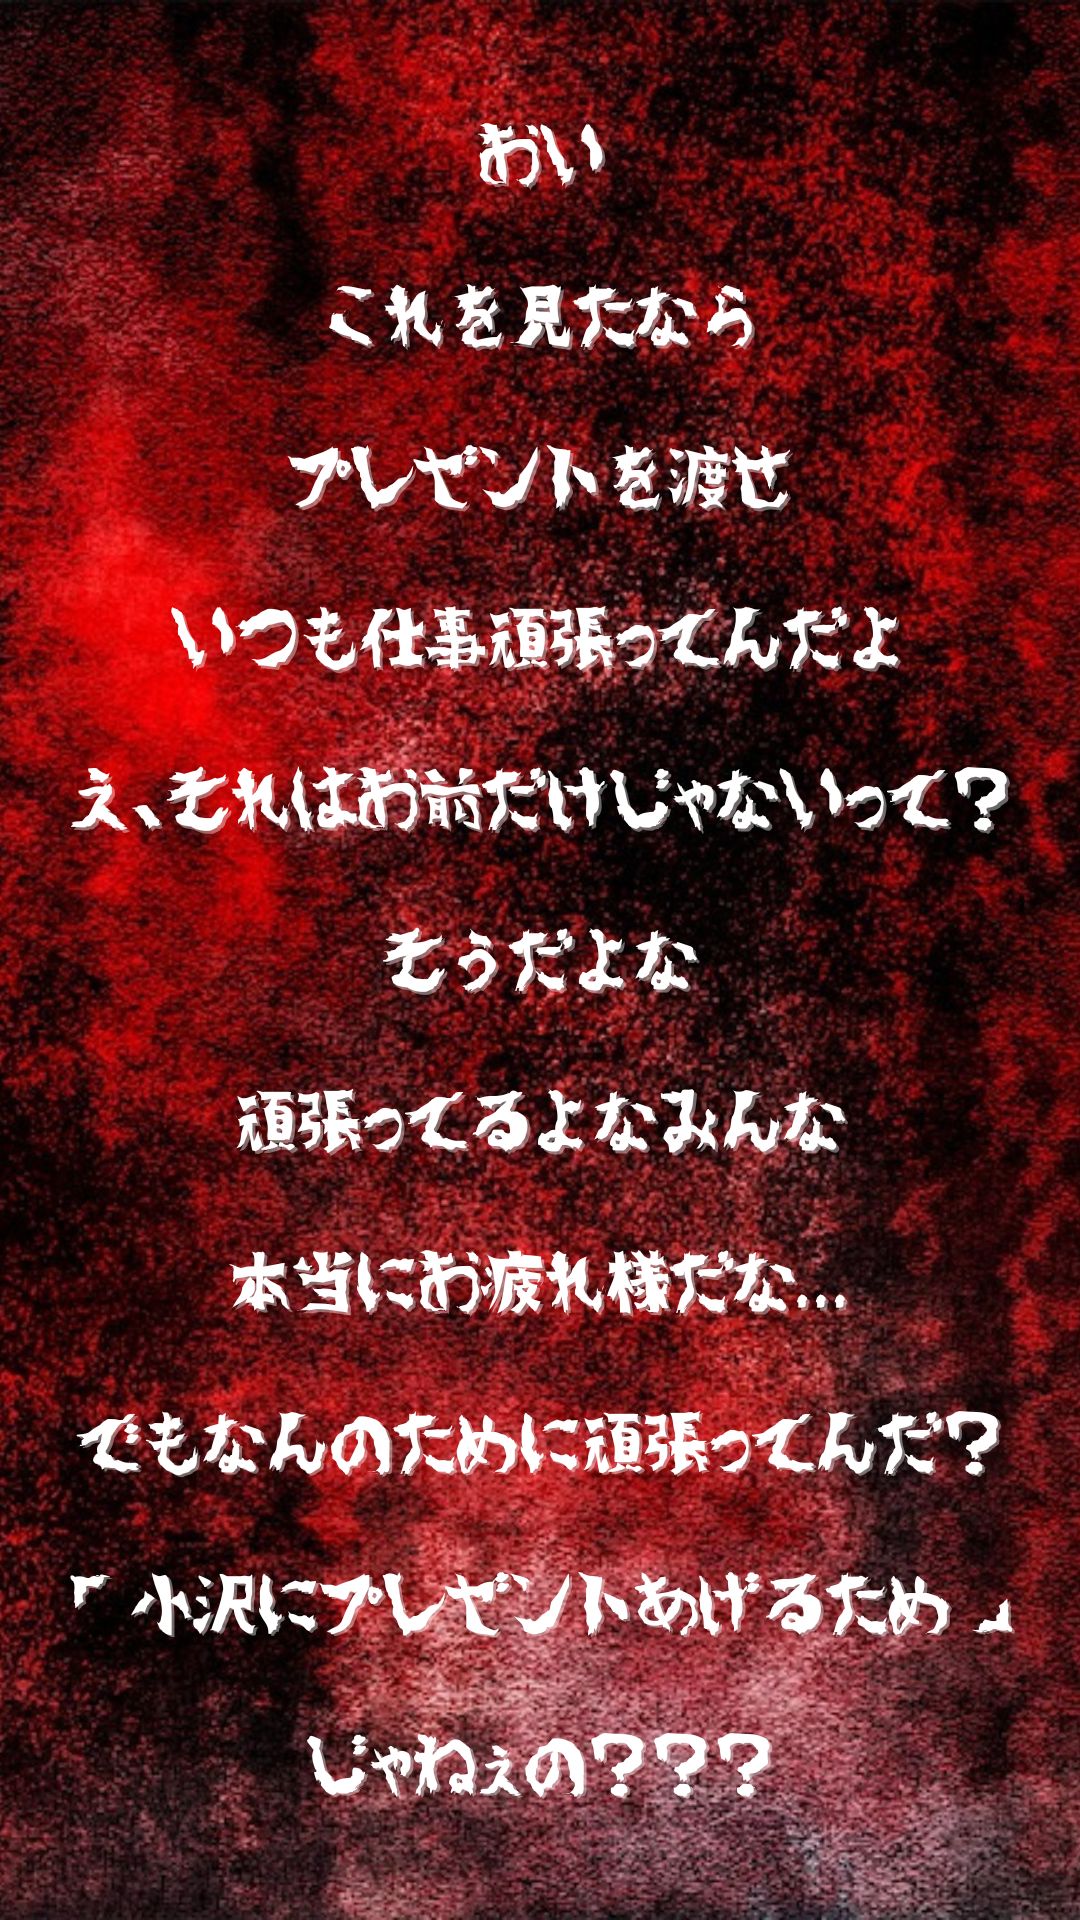 おい
これを見たなら
プレゼントを渡せ
いつも仕事頑張ってんだよ
え、それはお前だけじゃないって？
そうだよな
頑張ってるよなみんな
本当にお疲れ様だな...
でもなんのために頑張ってんだ？
「小沢にプレゼントあげるため」
じゃねぇの？？？